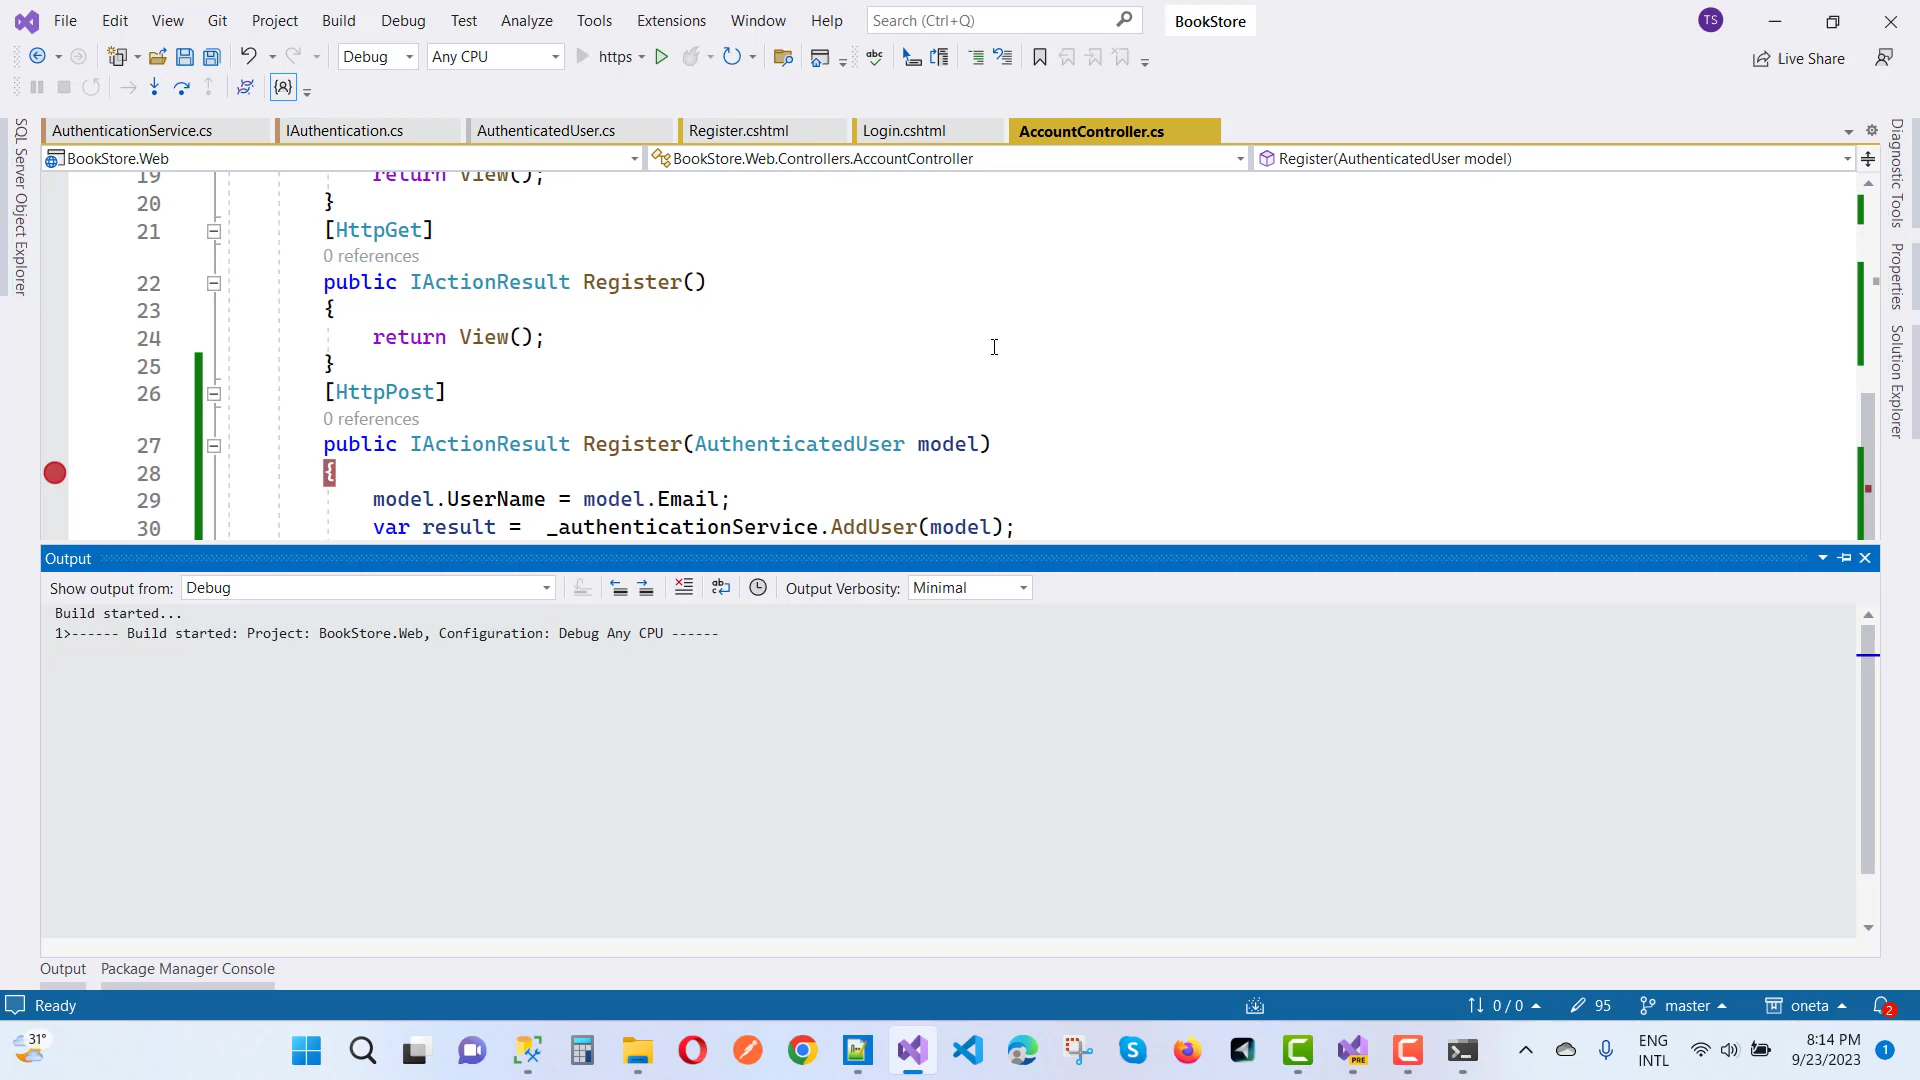 File Edit View Git Project Build Debug Test Analyze Tools Extensions Window Help Search (Ctrl+Q) BookStore TS
Debug Any CPU https Live Share
AuthenticationService.cs IAuthentication.cs AuthenticatedUser.cs Register.cshtml Login.cshtml AccountController.cs
BookStore.Web BookStore.Web.Controllers.AccountController Register(AuthenticatedUser model)
SQL Server Object Explorer
Diagnostic Tools
Properties
Solution Explorer
19 return View();
20 }
21 [HttpGet]
0 references
22 public IActionResult Register()
23 {
24 return View();
25 }
26 [HttpPost]
0 references
27 public IActionResult Register(AuthenticatedUser model)
28 {
29 model.UserName = model.Email;
30 var result = _authenticationService.AddUser(model);
Output
Show output from: Debug Output Verbosity: Minimal
Build started...
1>------ Build started: Project: BookStore.Web, Configuration: Debug Any CPU ------
Output Package Manager Console
Ready 0 / 0 95 master oneta 2
31° ENG 8:14 PM
INTL 9/23/2023 1
PRE